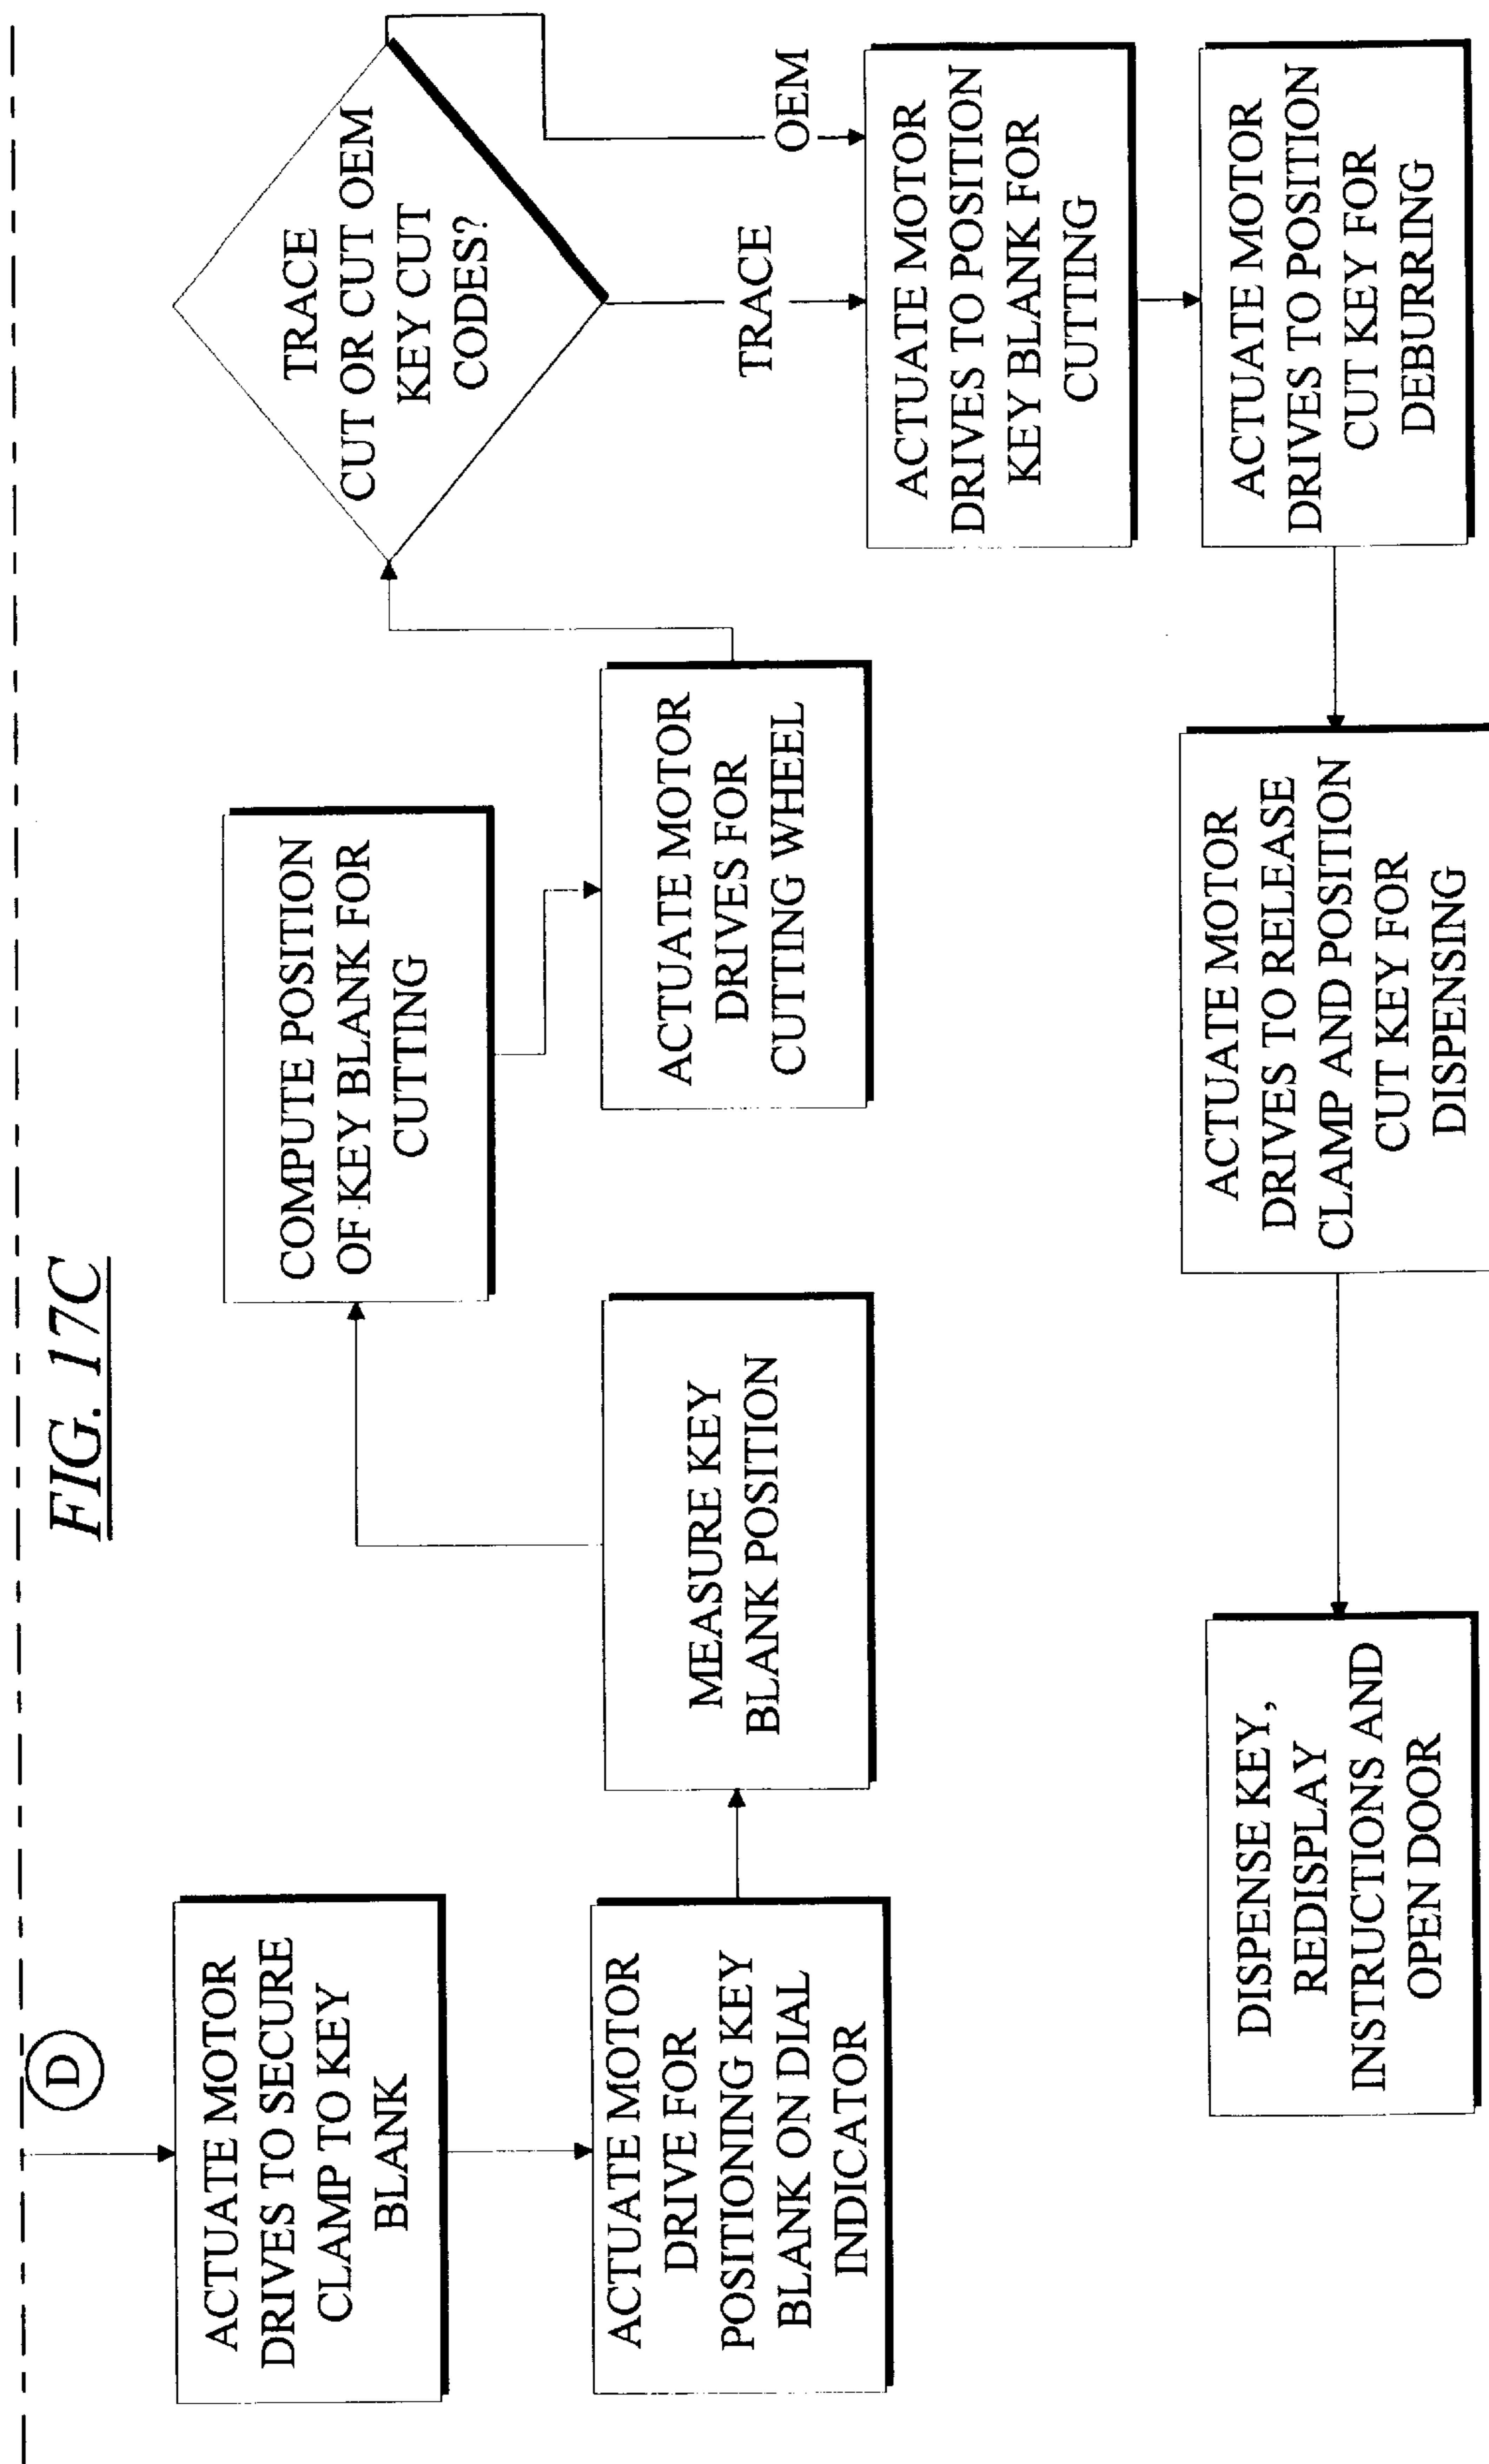 FIG. 17C
D
ACTUATE MOTOR
DRIVES TO SECURE
CLAMP TO KEY
BLANK
ACTUATE MOTOR
DRIVE FOR
POSITIONING KEY
BLANK ON DIAL
INDICATOR
MEASURE KEY
BLANK POSITION
COMPUTE POSITION
OF KEY BLANK FOR
CUTTING
ACTUATE MOTOR
DRIVES FOR
CUTTING WHEEL
TRACE
CUT OR CUT OEM
KEY CUT
CODES?
TRACE
OEM
ACTUATE MOTOR
DRIVES TO POSITION
KEY BLANK FOR
CUTTING
ACTUATE MOTOR
DRIVES TO POSITION
CUT KEY FOR
DEBURRING
ACTUATE MOTOR
DRIVES TO RELEASE
CLAMP AND POSITION
CUT KEY FOR
DISPENSING
DISPENSE KEY,
REDISPLAY
INSTRUCTIONS AND
OPEN DOOR